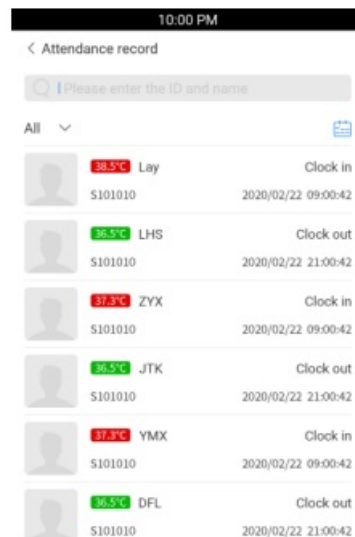 10:00 PM
< Attendance record
Please enter the ID and name
All
38.5°C Lay Clock in
S101010 2020/02/22 09:00:42
36.5°C LHS Clock out
S101010 2020/02/22 21:00:42
37.3°C ZYX Clock in
S101010 2020/02/22 09:00:42
36.5°C JTK Clock out
S101010 2020/02/22 21:00:42
37.3°C YMX Clock in
S101010 2020/02/22 09:00:42
36.5°C DFL Clock out
S101010 2020/02/22 21:00:42